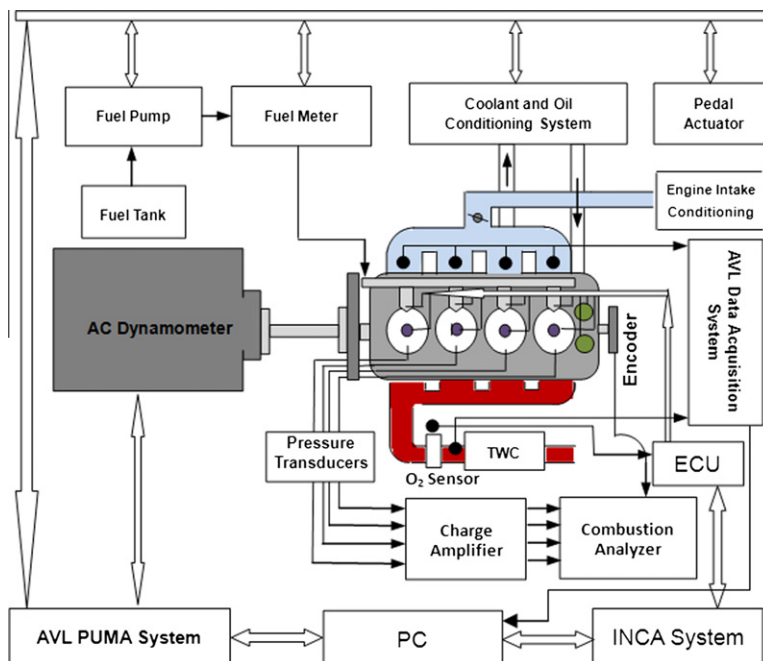 Fuel Pump
Fuel Meter
Coolant and Oil
Conditioning System
Pedal
Actuator
Fuel Tank
Engine Intake
Conditioning
AC Dynamometer
AVL Data Acquisition
System
Encoder
Pressure
Transducers
TWC
O₂ Sensor
ECU
Charge
Amplifier
Combustion
Analyzer
AVL PUMA System
PC
INCA System